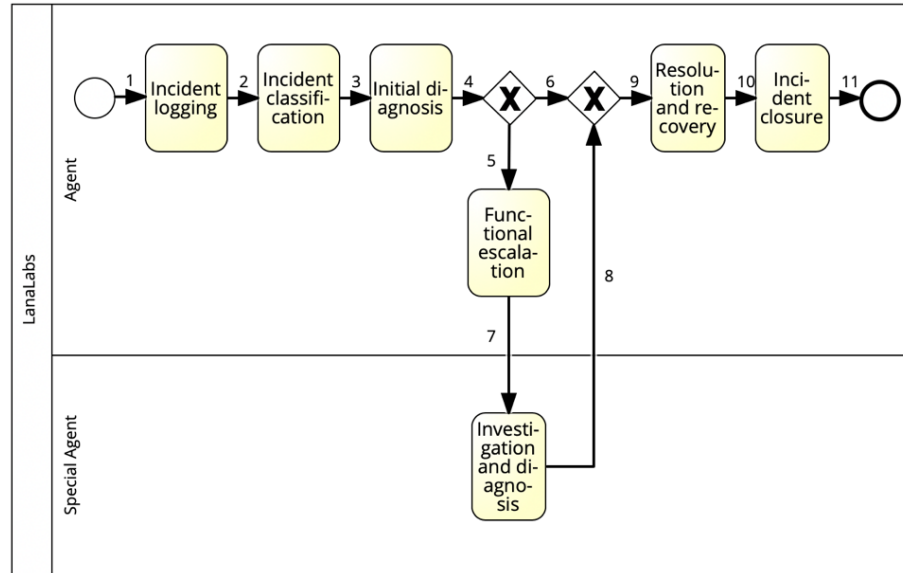 LanaLabs
Agent
Special Agent
1
Incident
logging
2
Incident
classifi-
cation
3
Initial di-
agnosis
4
X
6
X
9
Resolu-
tion
and re-
covery
10
Inci-
dent
closure
11
5
Func-
tional
escala-
tion
8
7
Investi-
gation
and di-
agno-
sis